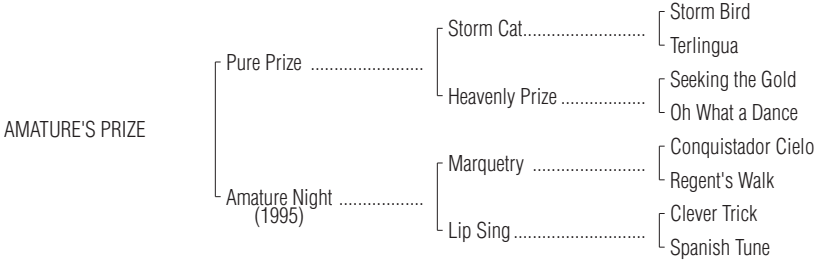 Storm Bird
Storm Cat..........................
Terlingua
Pure Prize ........................
Seeking the Gold
Heavenly Prize ..................
Oh What a Dance
AMATURE'S PRIZE
Conquistador Cielo
Marquetry ........................
Regent's Walk
Amature Night ..................
(1995)
Clever Trick
Lip Sing............................
Spanish Tune